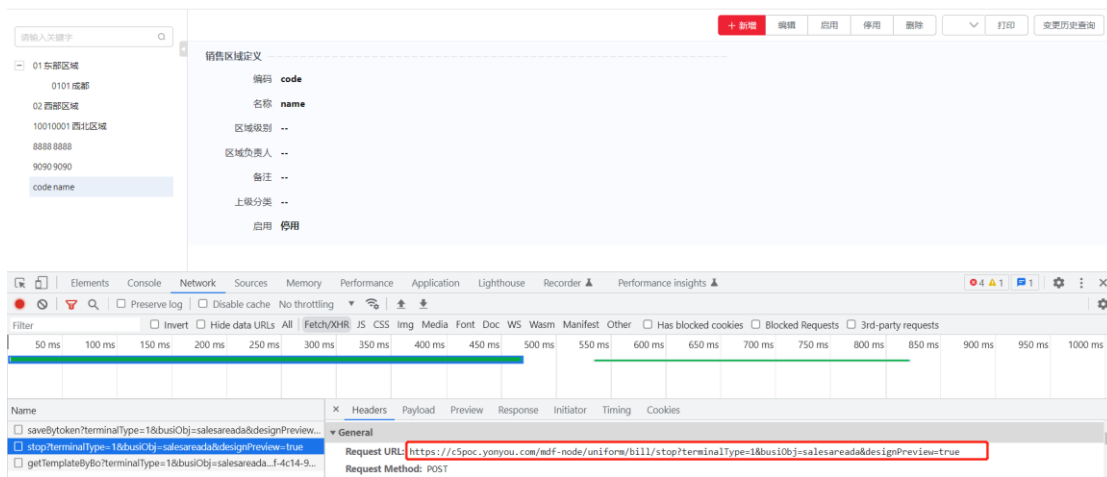 + 新增 编辑 启用 停用 删除 打印 变更历史查询
请输入关键字
01 东部区域
0101 成都
02 西部区域
10010001 西北区域
8888 8888
9090 9090
code name
销售区域定义
编码 code
名称 name
区域级别 --
区域负责人 --
备注 --
上级分类 --
启用 停用
Elements Console Network Sources Memory Performance Application Lighthouse Recorder Performance insights 4 1 1
Preserve log Disable cache No throttling
Filter Invert Hide data URLs All Fetch/XHR JS CSS Img Media Font Doc WS Wasm Manifest Other Has blocked cookies Blocked Requests 3rd-party requests
50 ms 100 ms 150 ms 200 ms 250 ms 300 ms 350 ms 400 ms 450 ms 500 ms 550 ms 600 ms 650 ms 700 ms 750 ms 800 ms 850 ms 900 ms 950 ms 1000 ms
Name × Headers Payload Preview Response Initiator Timing Cookies
saveBytoken?terminalType=1&busiObj=salesareada&designPreview...
stop?terminalType=1&busiObj=salesareada&designPreview=true
getTemplateByBo?terminalType=1&busiObj=salesareada...f-4c14-9...
General
Request URL: https://c5poc.yonyou.com/mdf-node/uniform/bill/stop?terminalType=1&busiObj=salesareada&designPreview=true
Request Method: POST